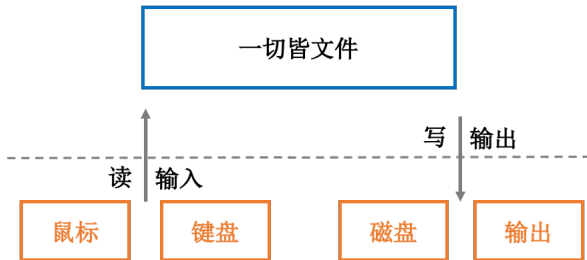 一切皆文件
写 输出
读 输入
鼠标 键盘 磁盘 输出